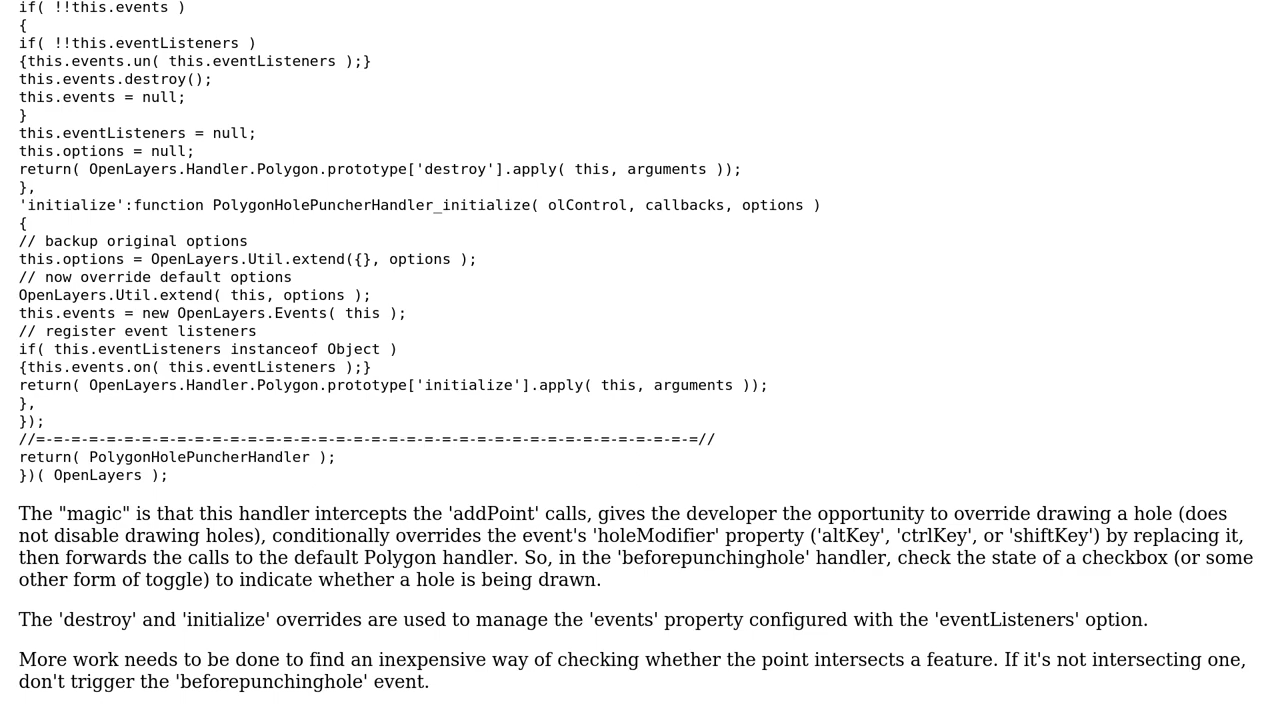 if( !!this.events )
{
if( !!this.eventListeners )
{this.events.un( this.eventListeners );}
this.events.destroy();
this.events = null;
}
this.eventListeners = null;
this.options = null;
return( OpenLayers.Handler.Polygon.prototype['destroy'].apply( this, arguments ));
},
'initialize':function PolygonHolePuncherHandler_initialize( olControl, callbacks, options )
{
// backup original options
this.options = OpenLayers.Util.extend({}, options );
// now override default options
OpenLayers.Util.extend( this, options );
this.events = new OpenLayers.Events( this );
// register event listeners
if( this.eventListeners instanceof Object )
{this.events.on( this.eventListeners );}
return( OpenLayers.Handler.Polygon.prototype['initialize'].apply( this, arguments ));
},
});
//=-=-=-=-=-=-=-=-=-=-=-=-=-=-=-=-=-=-=-=-=-=-=-=-=-=-=-=-=-=-=-=-=-=-=-=-=-=//
return( PolygonHolePuncherHandler );
})( OpenLayers );
The "magic" is that this handler intercepts the 'addPoint' calls, gives the developer the opportunity to override drawing a hole (does
not disable drawing holes), conditionally overrides the event's 'holeModifier' property ('altKey', 'ctrlKey', or 'shiftKey') by replacing it,
then forwards the calls to the default Polygon handler. So, in the 'beforepunchinghole' handler, check the state of a checkbox (or some
other form of toggle) to indicate whether a hole is being drawn.
The 'destroy' and 'initialize' overrides are used to manage the 'events' property configured with the 'eventListeners' option.
More work needs to be done to find an inexpensive way of checking whether the point intersects a feature. If it's not intersecting one,
don't trigger the 'beforepunchinghole' event.